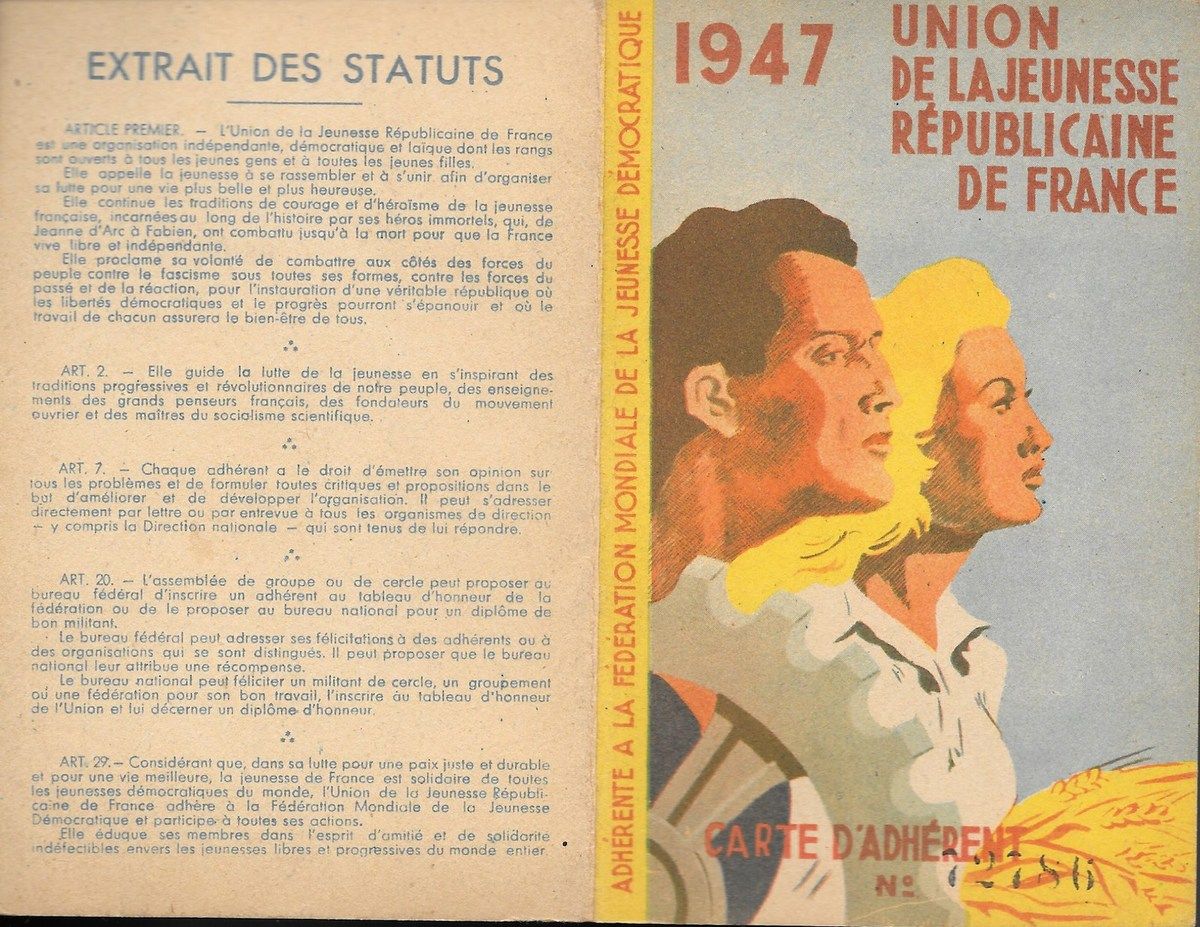 EXTRAIT DES STATUTS
ARTICLE PREMIER. — L'Union de la Jeunesse Républicaine de France
est une organisation indépendante, démocratique et laïque dont les rangs
sont ouverts à tous les jeunes gens et à toutes les jeunes filles.
Elle appelle la jeunesse à se rassembler et à s'unir afin d'organiser
sa lutte pour une vie plus belle et plus heureuse.
Elle continue les traditions de courage et d'héroïsme de la jeunesse
française, incarnées au long de l'histoire par ses héros immortels, qui, de
Jeanne d'Arc à Fabien, ont combattu jusqu'à la mort pour que la France
vive libre et indépendante.
Elle proclame sa volonté de combattre aux côtés des forces du
peuple contre le fascisme sous toutes ses formes, contre les forces du
passé et de la réaction, pour l'instauration d'une véritable république où
les libertés démocratiques et le progrès pourront s'épanouir et où le
travail de chacun assurera le bien-être de tous.
ART. 2. — Elle guide la lutte de la jeunesse en s'inspirant des
traditions progressives et révolutionnaires de notre peuple, des enseigne-
ments des grands penseurs français, des fondateurs du mouvement
ouvrier et des maîtres du socialisme scientifique.
ART. 7. — Chaque adhérent a le droit d'émettre son opinion sur
tous les problèmes et de formuler toutes critiques et propositions dans le
but d'améliorer et de développer l'organisation. Il peut s'adresser
directement par lettre ou par entrevue à tous les organismes de direction
— y compris la Direction nationale — qui sont tenus de lui répondre.
ART. 20. — L'assemblée de groupe ou de cercle peut proposer au
bureau fédéral d'inscrire un adhérent au tableau d'honneur de la
fédération ou de le proposer au bureau national pour un diplôme de
bon militant.
Le bureau fédéral peut adresser ses félicitations à des adhérents ou à
des organisations qui se sont distingués. Il peut proposer que le bureau
national leur attribue une récompense.
Le bureau national peut féliciter un militant de cercle, un groupement
ou une fédération pour son bon travail, l'inscrire au tableau d'honneur
de l'Union et lui décerner un diplôme d'honneur.
ART. 29. — Considérant que, dans sa lutte pour une paix juste et durable
et pour une vie meilleure, la jeunesse de France est solidaire de toutes
les jeunesses démocratiques du monde, l'Union de la Jeunesse Républi-
caine de France adhère à la Fédération Mondiale de la Jeunesse
Démocratique et participe à toutes ses actions.
Elle éduque ses membres dans l'esprit d'amitié et de solidarité
indéfectibles envers les jeunesses libres et progressives du monde entier.
ADHÉRENTE A LA FÉDÉRATION MONDIALE DE LA JEUNESSE DÉMOCRATIQUE
1947
UNION
DE LA JEUNESSE
RÉPUBLICAINE
DE FRANCE
CARTE D'ADHÉRENT
No 72786